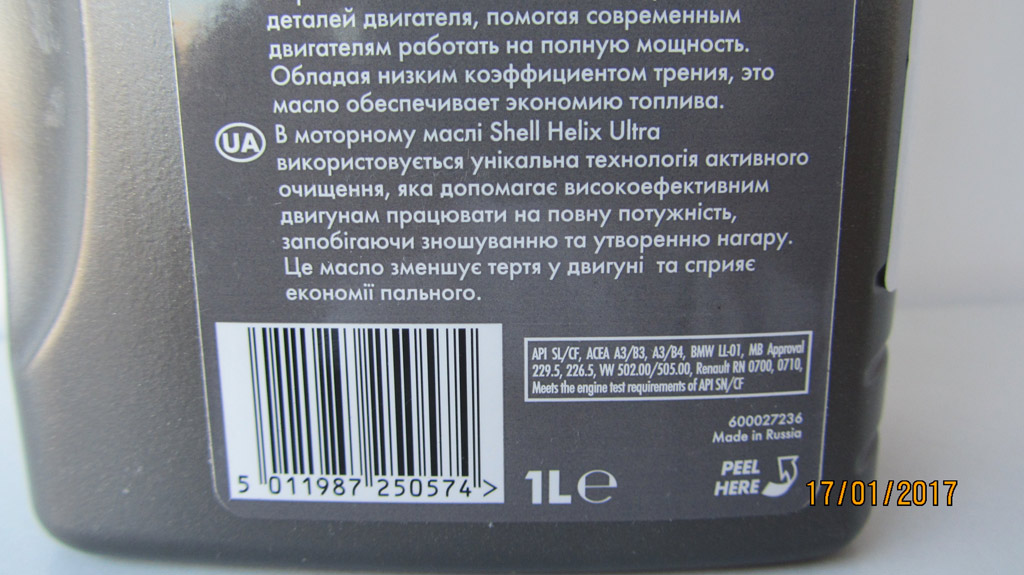 деталей двигателя, помогая современным
двигателям работать на полную мощность.
Обладая низким коэффициентом трения, это
масло обеспечивает экономию топлива.
UA В моторному маслі Shell Helix Ultra
використовується унікальна технологія активного
очищення, яка допомагає високоефективним
двигунам працювати на повну потужність,
запобігаючи зношуванню та утворенню нагару.
Це масло зменшує тертя у двигуні та сприяє
економії пального.
API SL/CF, ACEA A3/B3, A3/B4, BMW LL-01, MB Approval
229.5, 226.5, VW 502.00/505.00, Renault RN 0700, 0710,
Meets the engine test requirements of API SN/CF
600027236
Made in Russia
5 011987 250574 >
1L e
PEEL
HERE
17/01/2017